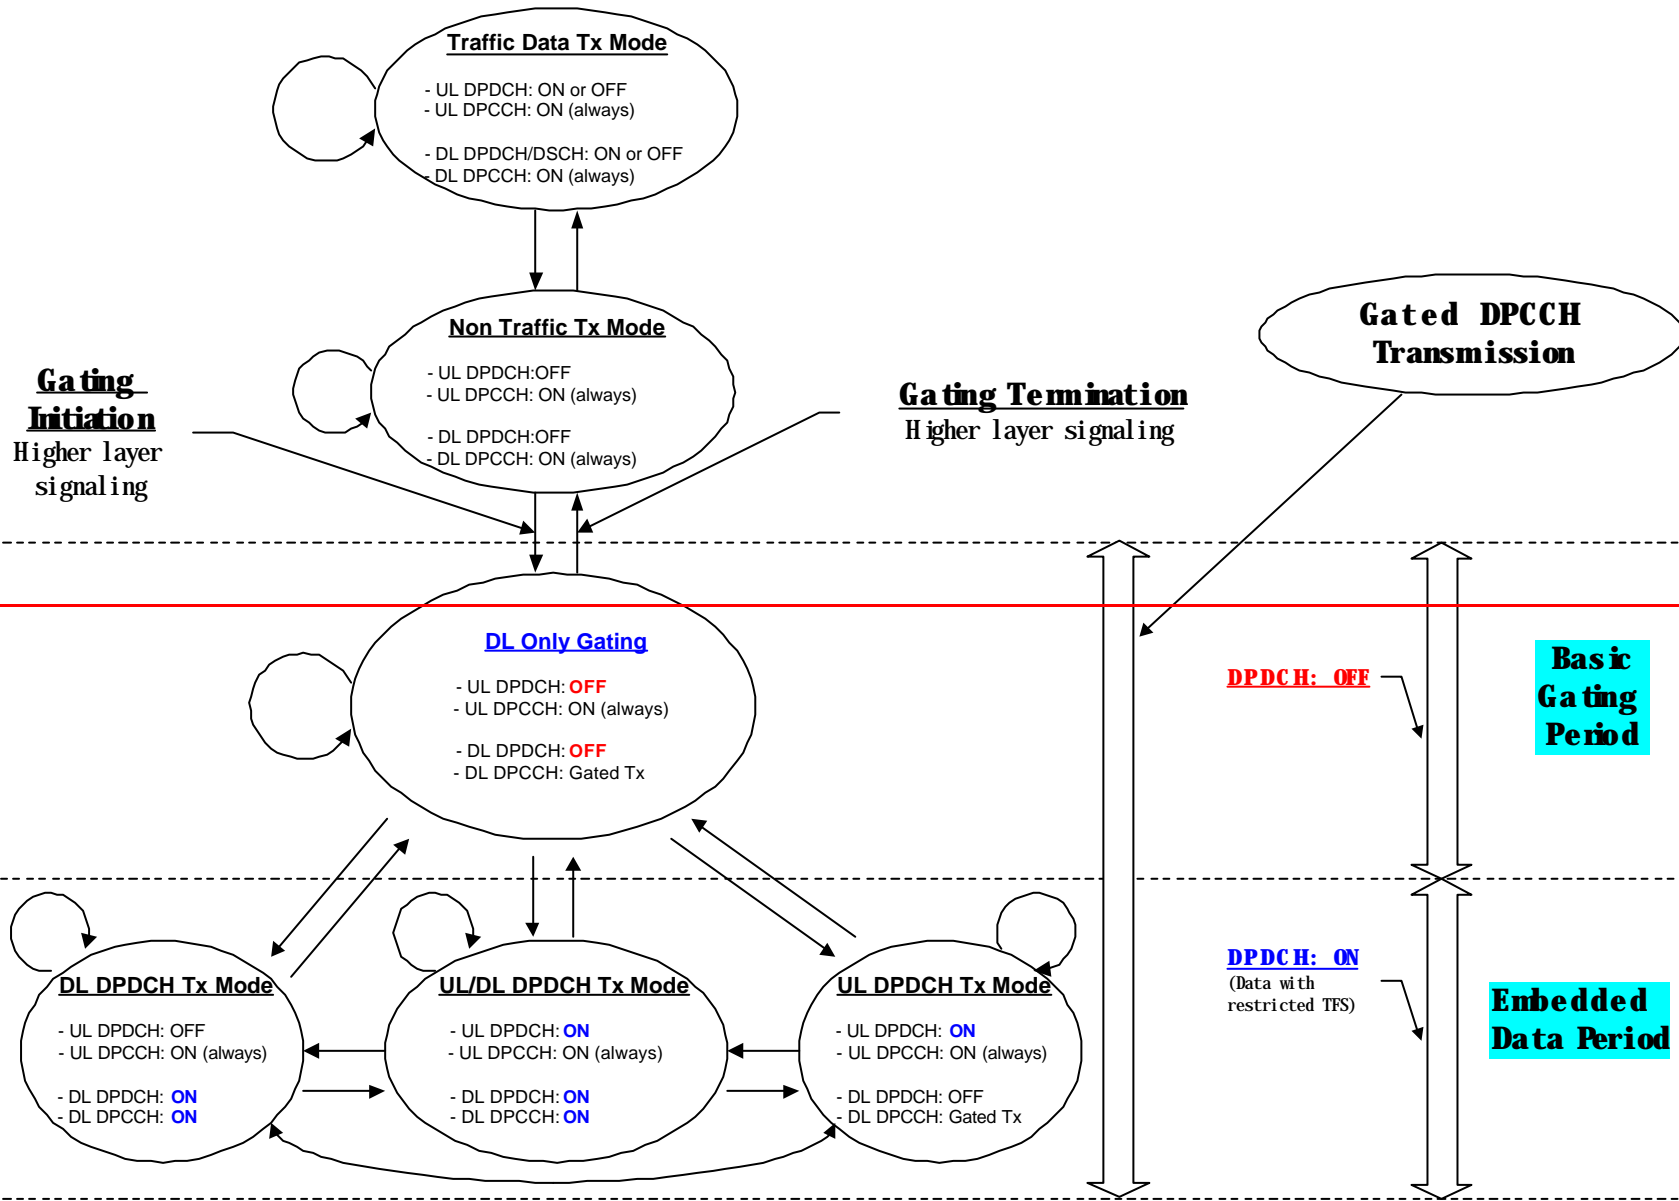 Traffic Data Tx Mode
- UL DPDCH: ON or OFF
- UL DPCCH: ON (always)
- DL DPDCH/DSCH: ON or OFF
- DL DPCCH: ON (always)
Non Traffic Tx Mode
- UL DPDCH:OFF
- UL DPCCH: ON (always)
- DL DPDCH:OFF
- DL DPCCH: ON (always)
Gating
Initiation
Higher layer
signaling
Gating Termination
Higher layer signaling
Gated DPCCH
Transmission
DL Only Gating
- UL DPDCH: OFF
- UL DPCCH: ON (always)
- DL DPDCH: OFF
- DL DPCCH: Gated Tx
DPDCH: OFF
Basic
Gating
Period
DL DPDCH Tx Mode
- UL DPDCH: OFF
- UL DPCCH: ON (always)
- DL DPDCH: ON
- DL DPCCH: ON
UL/DL DPDCH Tx Mode
- UL DPDCH: ON
- UL DPCCH: ON (always)
- DL DPDCH: ON
- DL DPCCH: ON
UL DPDCH Tx Mode
- UL DPDCH: ON
- UL DPCCH: ON (always)
- DL DPDCH: OFF
- DL DPCCH: Gated Tx
DPDCH: ON
(Data with
restricted TFS)
Embedded
Data Period